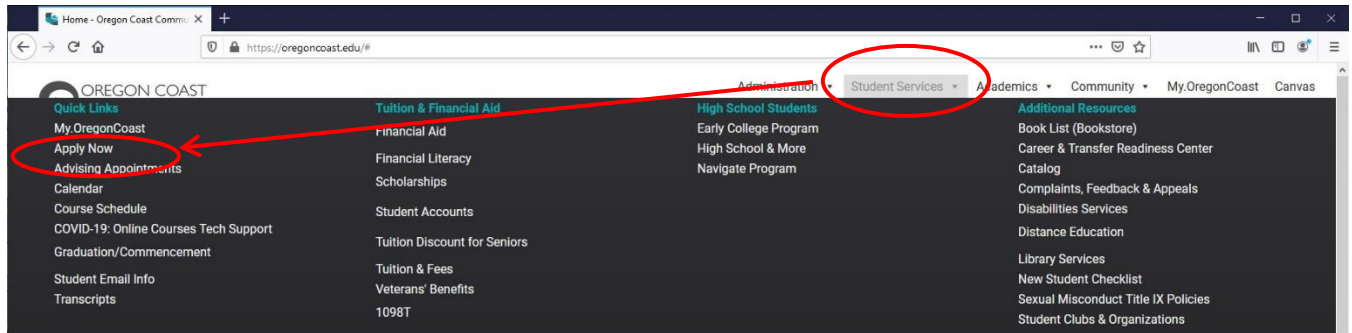 Home - Oregon Coast Commu
https://oregoncoast.edu/#
OREGON COAST
Administration Student Services Academics Community My.OregonCoast Canvas
Quick Links
My.OregonCoast
Apply Now
Advising Appointments
Calendar
Course Schedule
COVID-19: Online Courses Tech Support
Graduation/Commencement
Student Email Info
Transcripts
Tuition & Financial Aid
Financial Aid
Financial Literacy
Scholarships
Student Accounts
Tuition Discount for Seniors
Tuition & Fees
Veterans' Benefits
1098T
High School Students
Early College Program
High School & More
Navigate Program
Additional Resources
Book List (Bookstore)
Career & Transfer Readiness Center
Catalog
Complaints, Feedback & Appeals
Disabilities Services
Distance Education
Library Services
New Student Checklist
Sexual Misconduct Title IX Policies
Student Clubs & Organizations